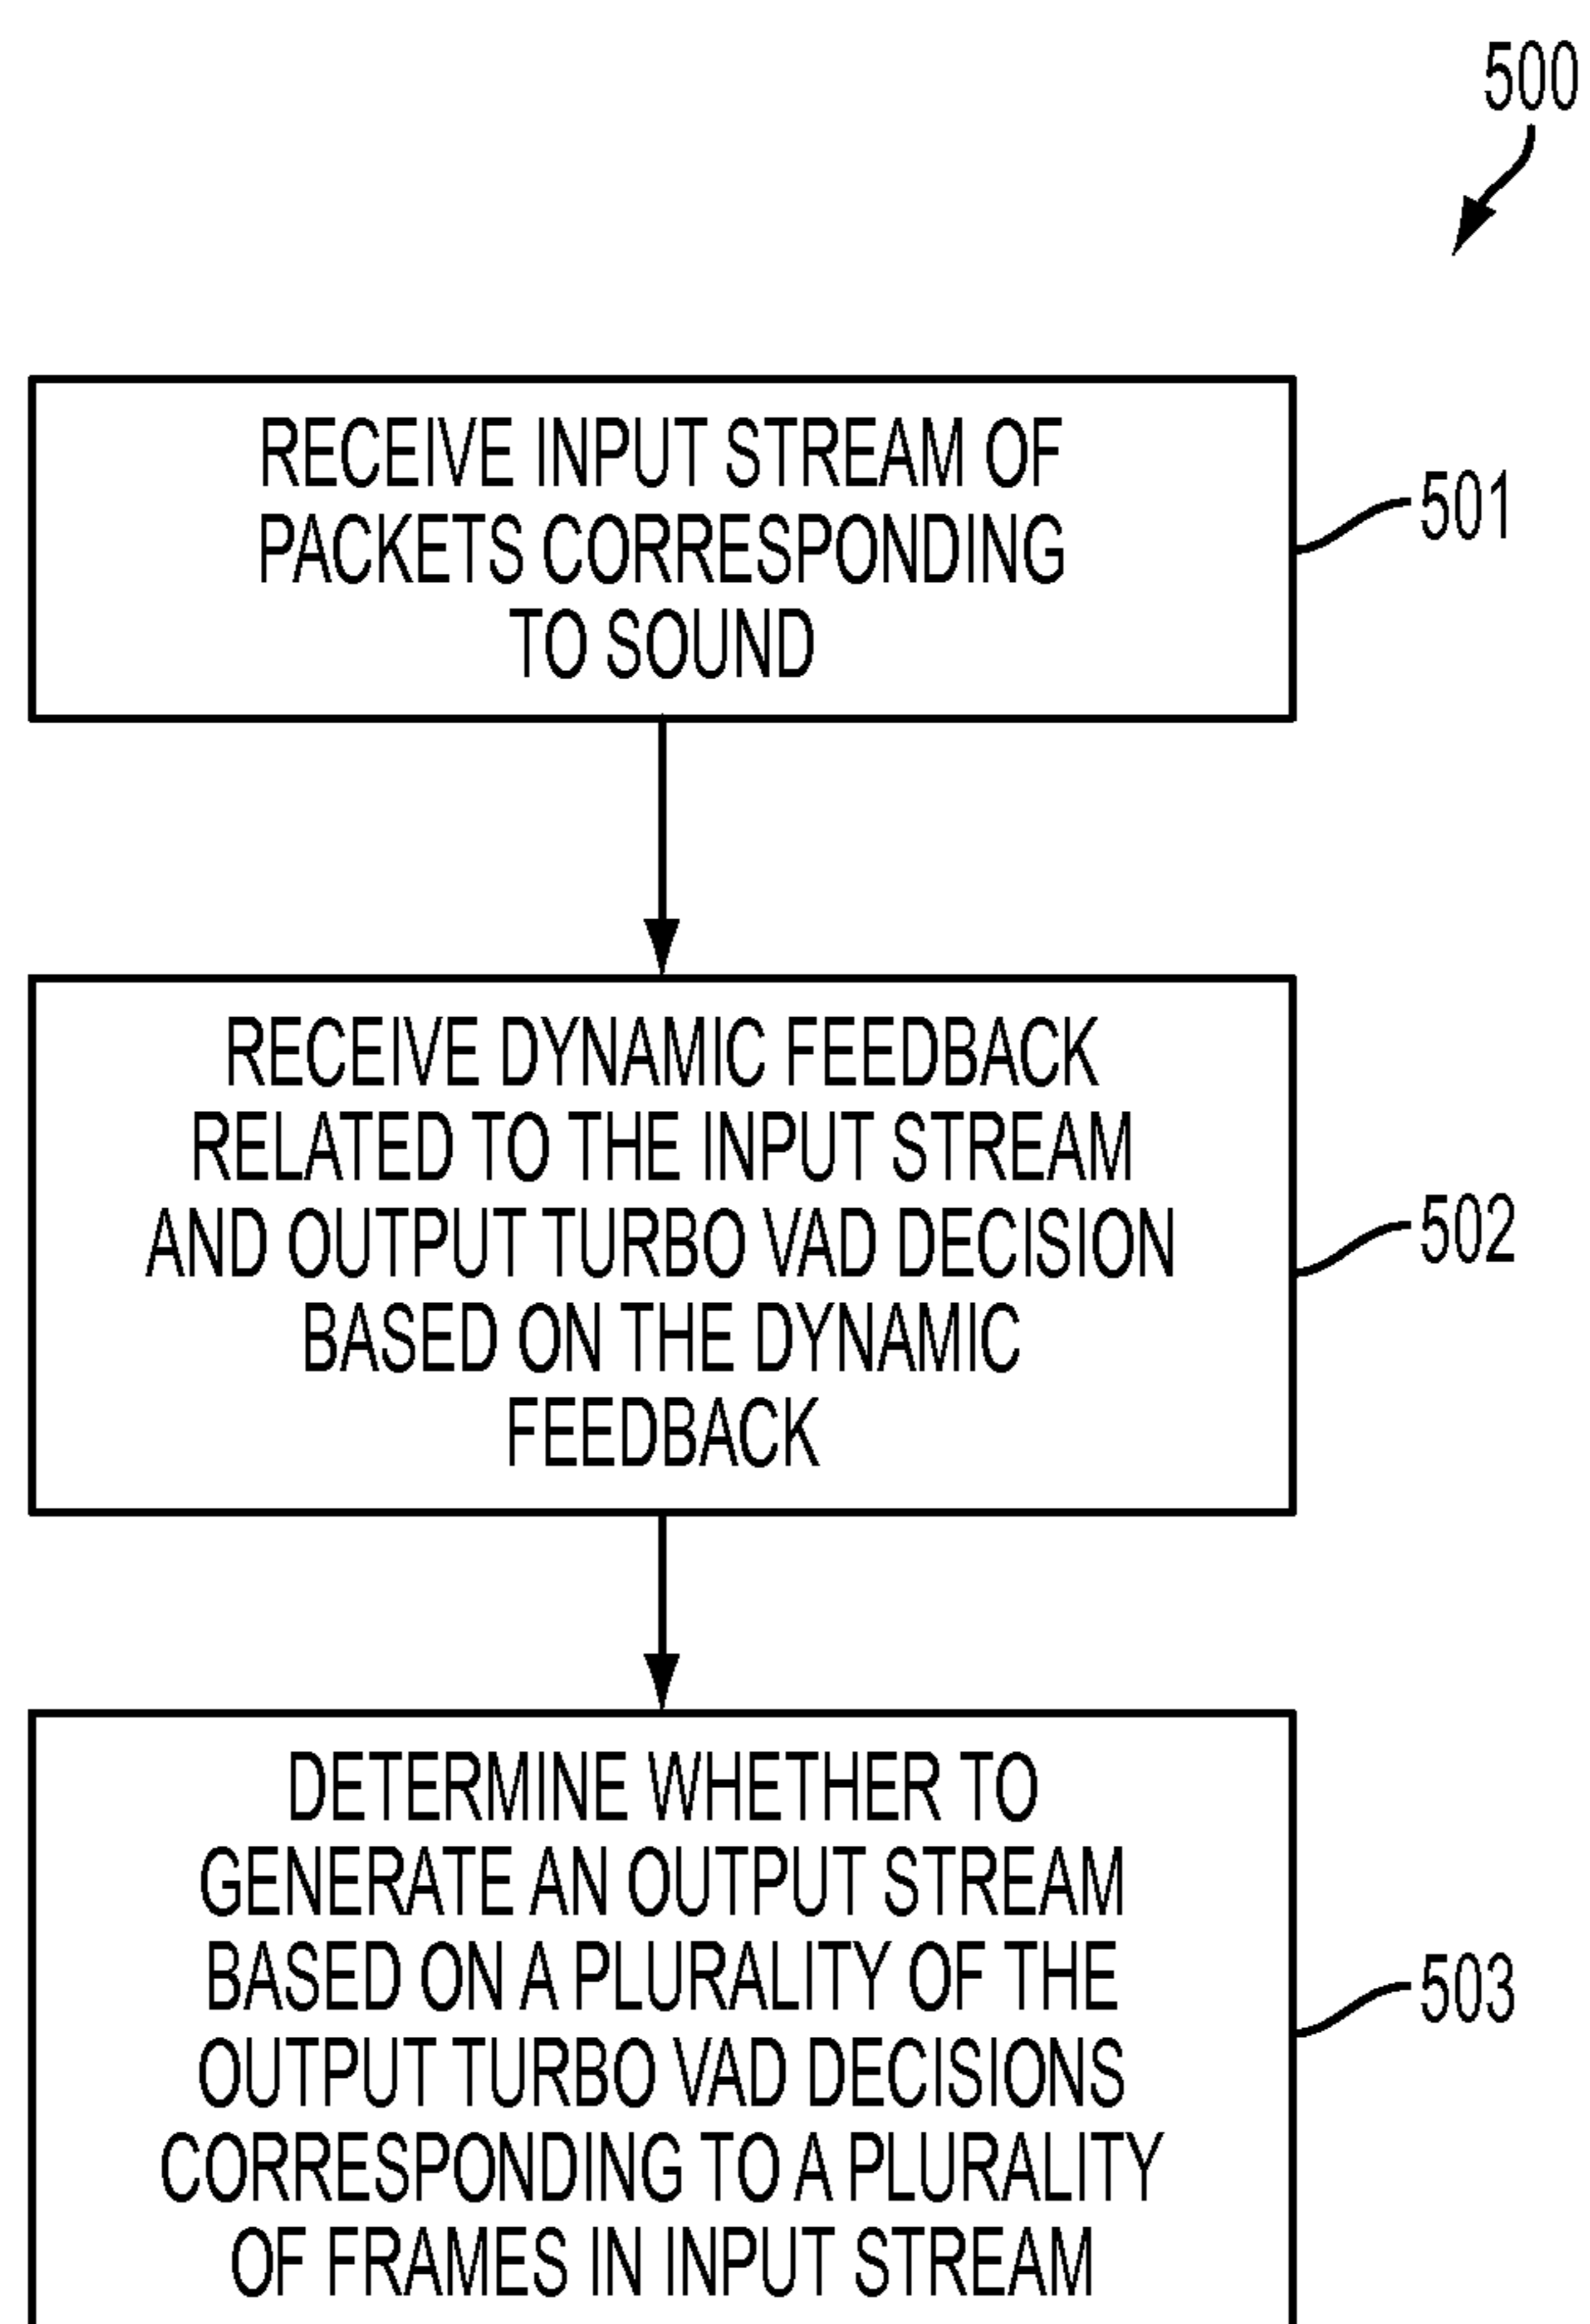 500
RECEIVE INPUT STREAM OF
PACKETS CORRESPONDING
TO SOUND
501
RECEIVE DYNAMIC FEEDBACK
RELATED TO THE INPUT STREAM
AND OUTPUT TURBO VAD DECISION
BASED ON THE DYNAMIC
FEEDBACK
502
DETERMINE WHETHER TO
GENERATE AN OUTPUT STREAM
BASED ON A PLURALITY OF THE
OUTPUT TURBO VAD DECISIONS
CORRESPONDING TO A PLURALITY
OF FRAMES IN INPUT STREAM
503